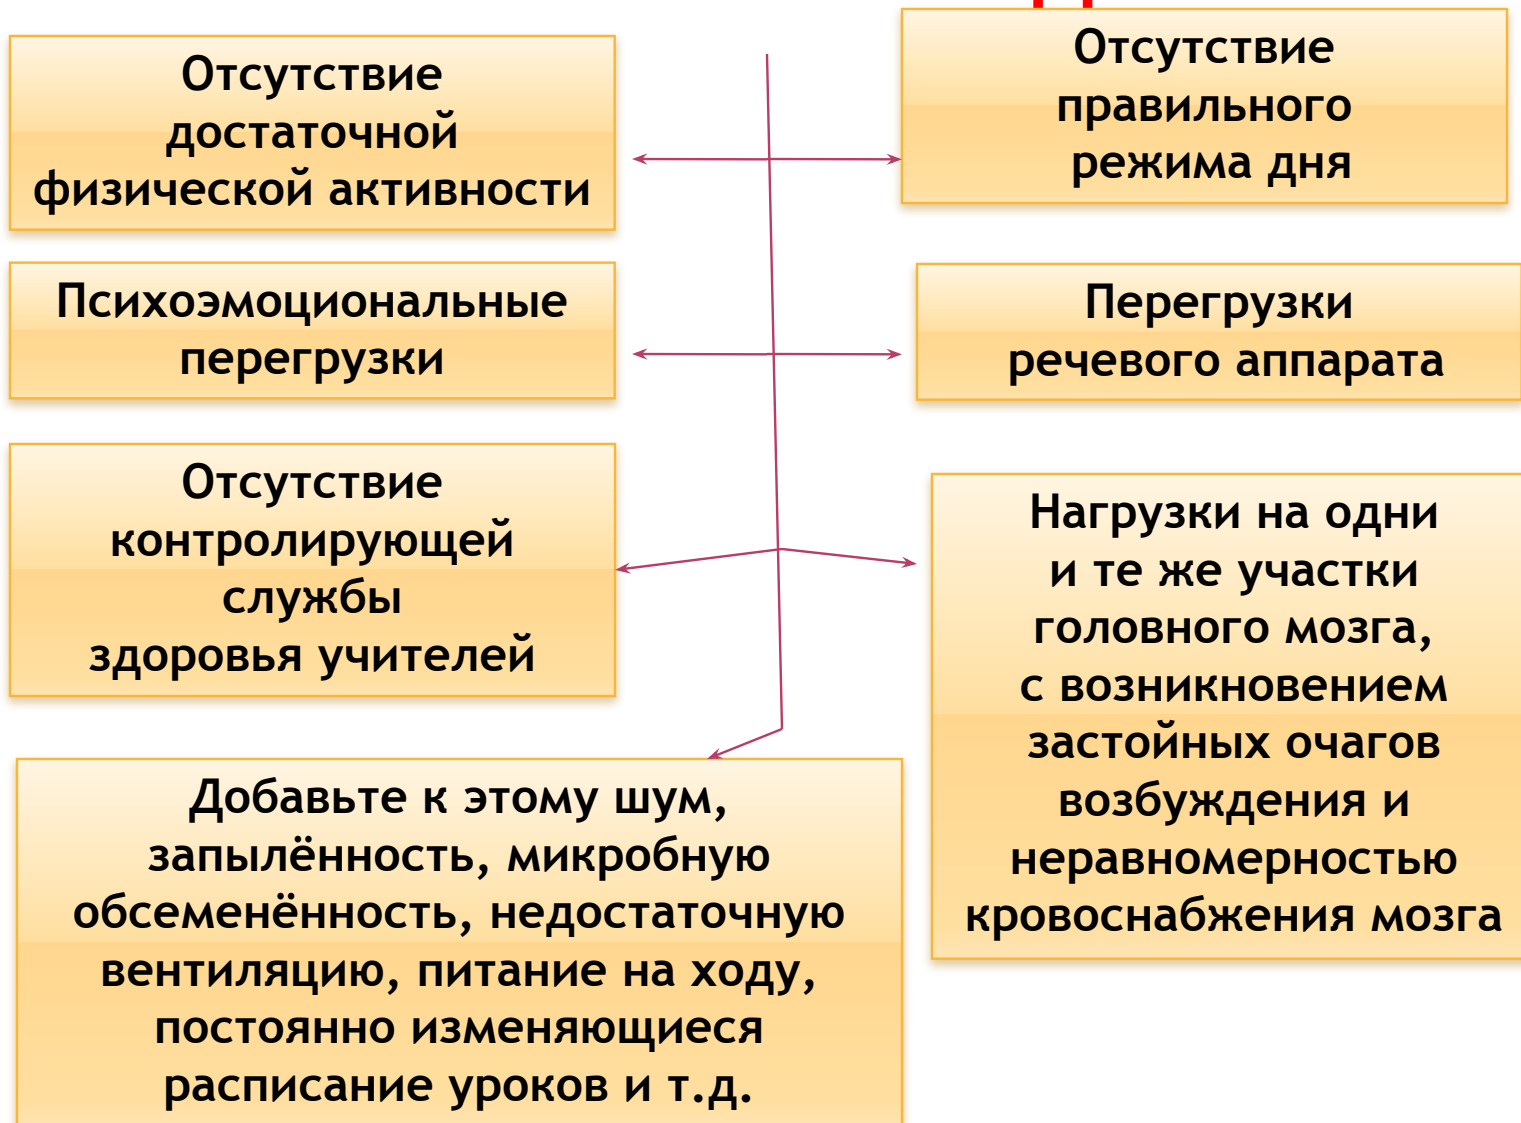 Отсутствие
достаточной
физической активности
Отсутствие
правильного
режима дня
Психоэмоциональные
перегрузки
Перегрузки
речевого аппарата
Отсутствие
контролирующей
службы
здоровья учителей
Нагрузки на одни
и те же участки
головного мозга,
с возникновением
застойных очагов
возбуждения и
неравномерностью
кровоснабжения мозга
Добавьте к этому шум,
запылённость, микробную
обсеменённость, недостаточную
вентиляцию, питание на ходу,
постоянно изменяющиеся
расписание уроков и т.д.